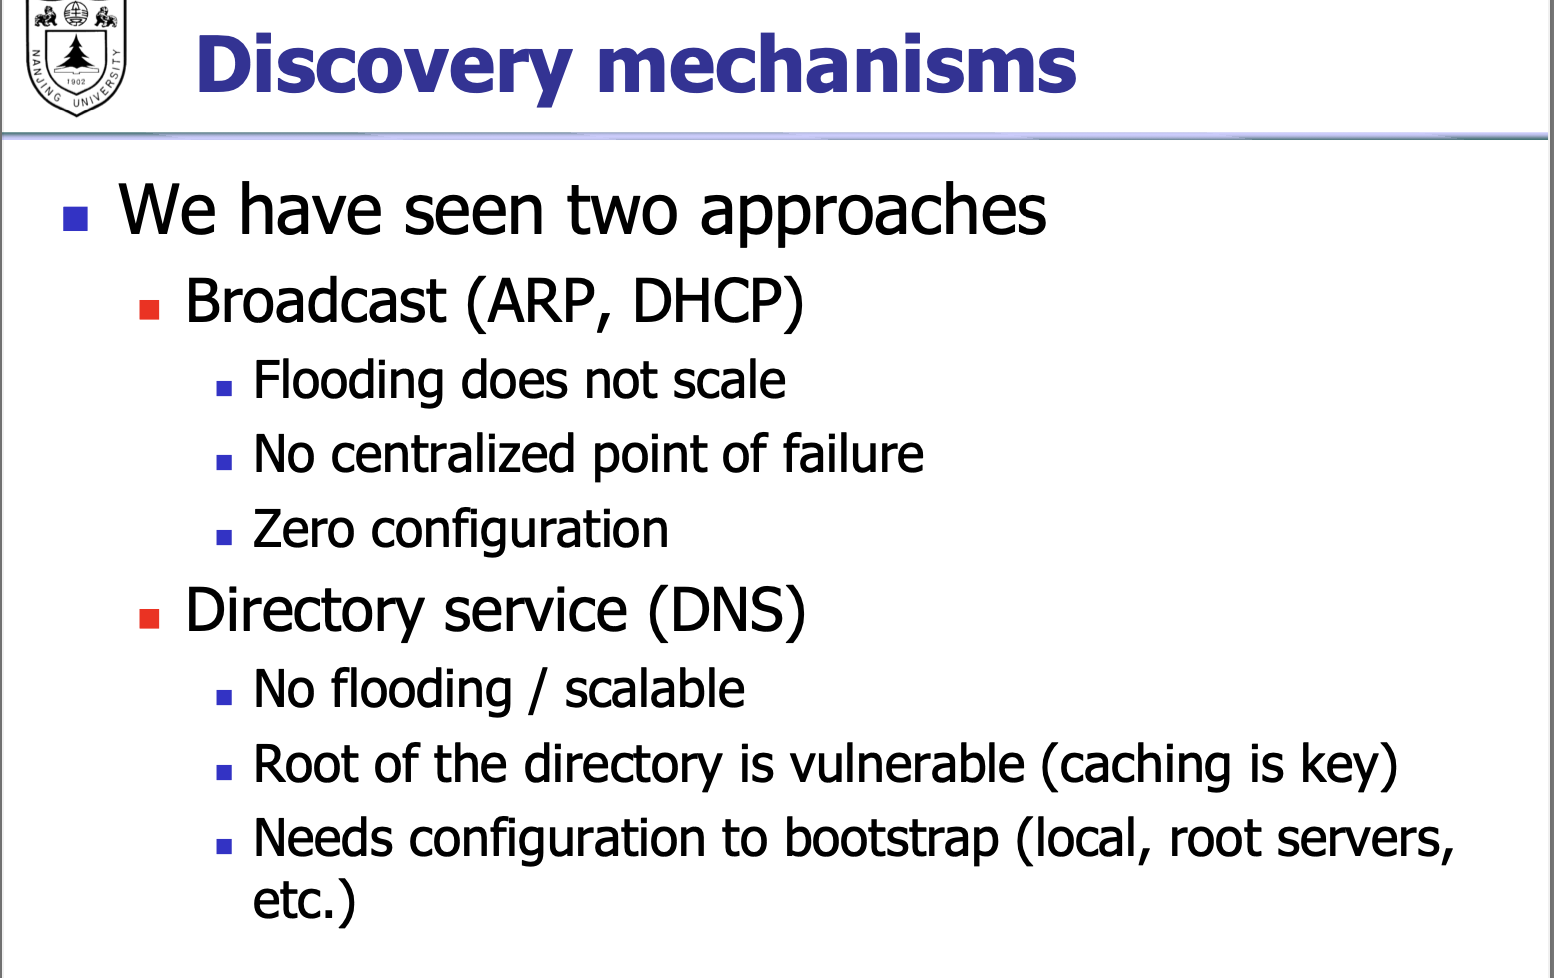 NANJING UNIVERSITY
1902
Discovery mechanisms
We have seen two approaches
Broadcast (ARP, DHCP)
Flooding does not scale
No centralized point of failure
Zero configuration
Directory service (DNS)
No flooding / scalable
Root of the directory is vulnerable (caching is key)
Needs configuration to bootstrap (local, root servers,
etc.)